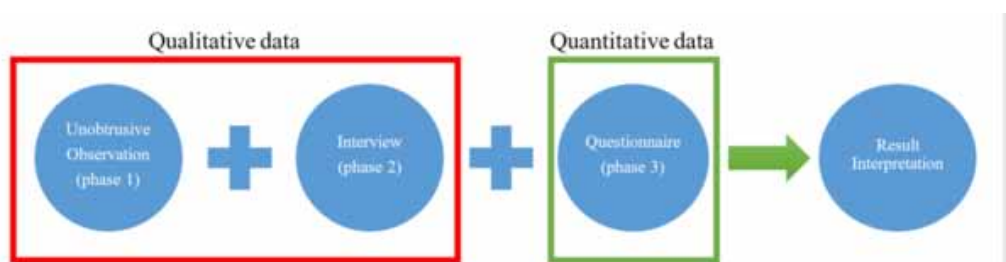 Qualitative data
Quantitative data
Unobtrusive
Observation
(phase 1)
Interview
(phase 2)
Questionnaire
(phase 3)
Result
Interpretation